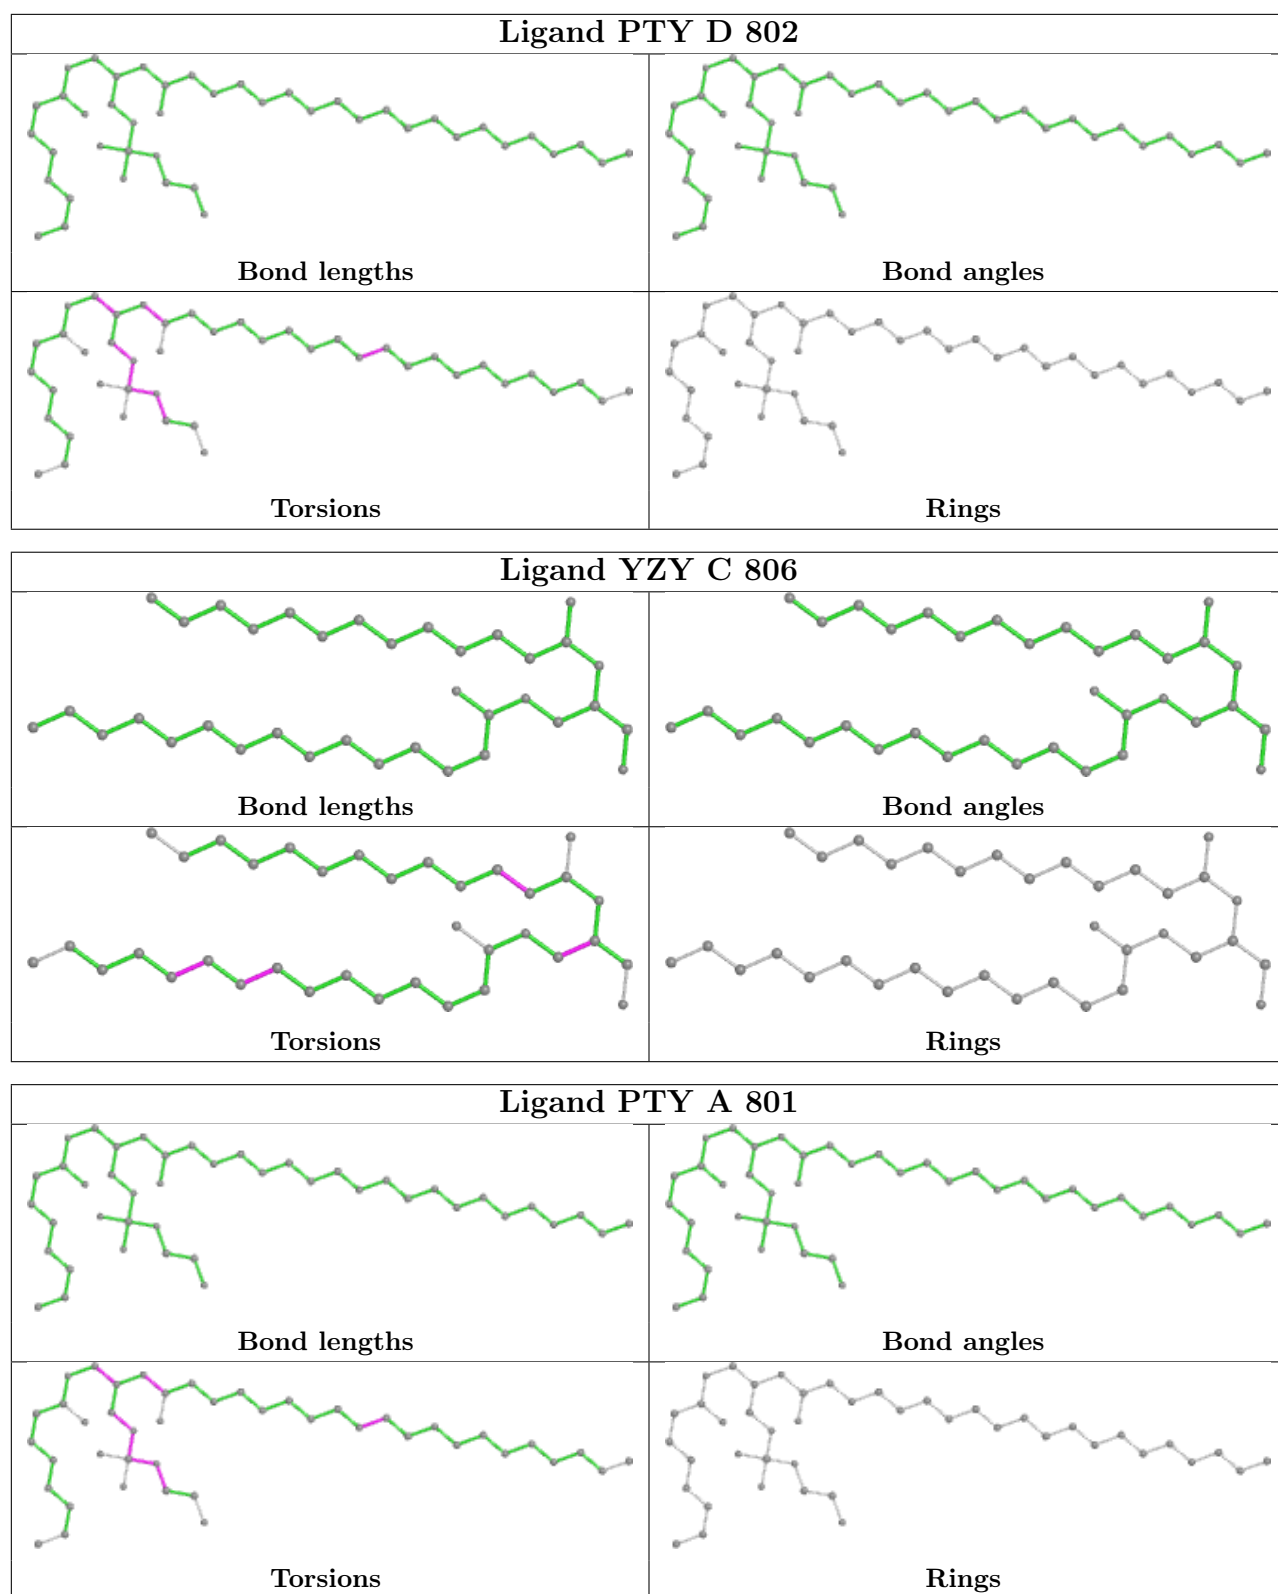 Ligand PTY D 802
Bond lengths
Bond angles
Torsions
Rings
Ligand YZY C 806
Bond lengths
Bond angles
Torsions
Rings
Ligand PTY A 801
Bond lengths
Bond angles
Torsions
Rings